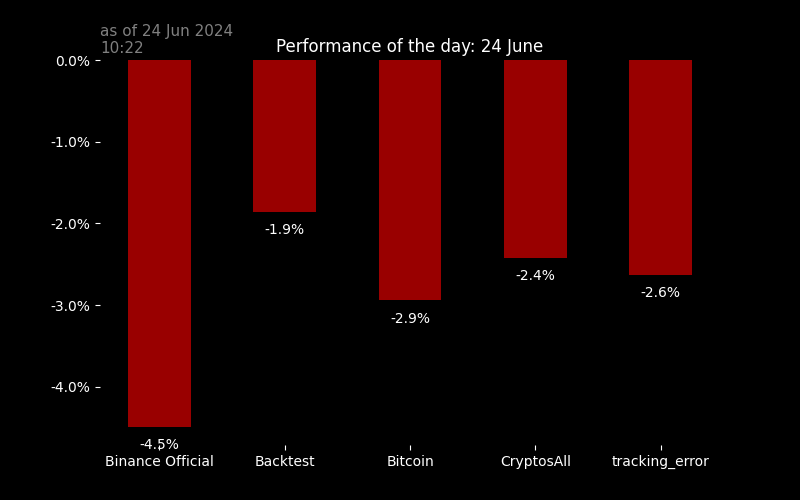 as of 24 Jun 2024
10:22
Performance of the day: 24 June
0.0%
-1.0%
-2.0%
-3.0%
-4.0%
-4.5%
-1.9%
-2.9%
-2.4%
-2.6%
Binance Official
Backtest
Bitcoin
CryptosAll
tracking_error